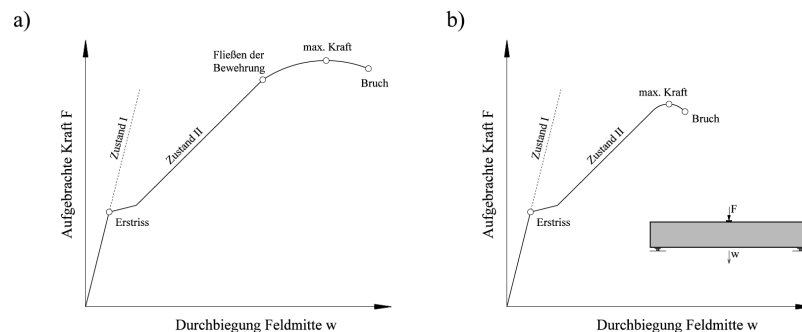 a)
Aufgebrachte Kraft F
Zustand I
Erstriss
Zustand II
Fließen der
Bewehrung
max. Kraft
Bruch
Durchbiegung Feldmitte w
b)
Aufgebrachte Kraft F
Zustand I
Erstriss
Zustand II
max. Kraft
Bruch
F
w
Durchbiegung Feldmitte w